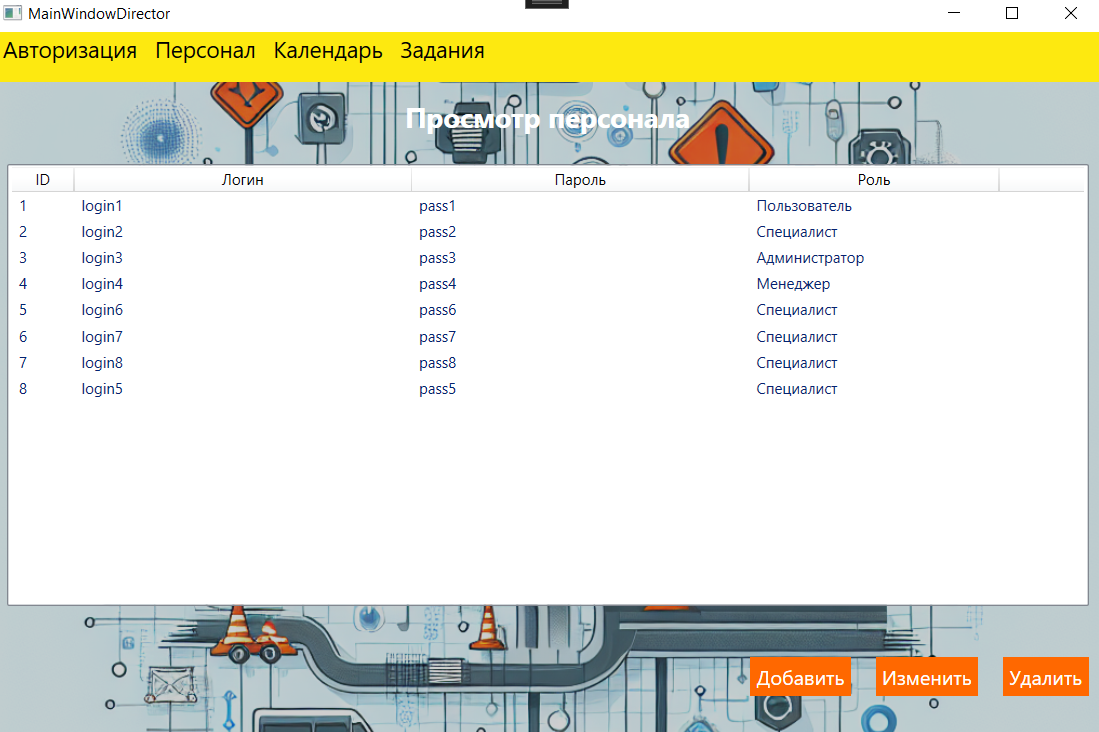 MainWindowDirector
Авторизация Персонал Календарь Задания
Просмотр персонала
ID Логин Пароль Роль
1 login1 pass1 Пользователь
2 login2 pass2 Специалист
3 login3 pass3 Администратор
4 login4 pass4 Менеджер
5 login6 pass6 Специалист
6 login7 pass7 Специалист
7 login8 pass8 Специалист
8 login5 pass5 Специалист
Добавить Изменить Удалить